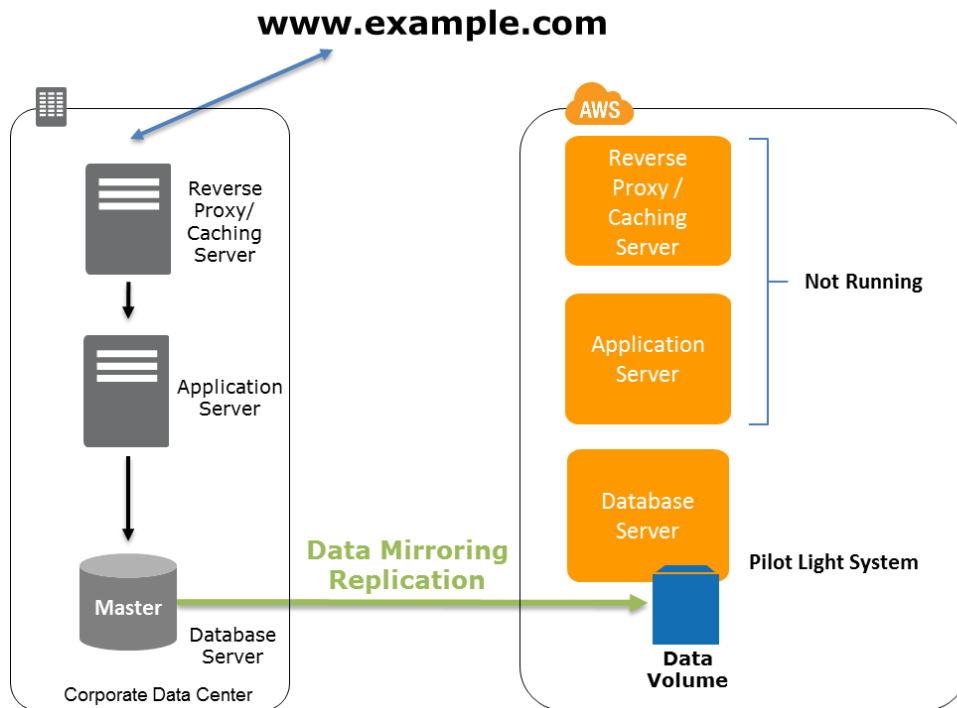 www.example.com
Reverse
Proxy/
Caching
Server
Application
Server
Master
Database
Server
Corporate Data Center
Data Mirroring
Replication
AWS
Reverse
Proxy /
Caching
Server
Application
Server
Not Running
Database
Server
Pilot Light System
Data
Volume